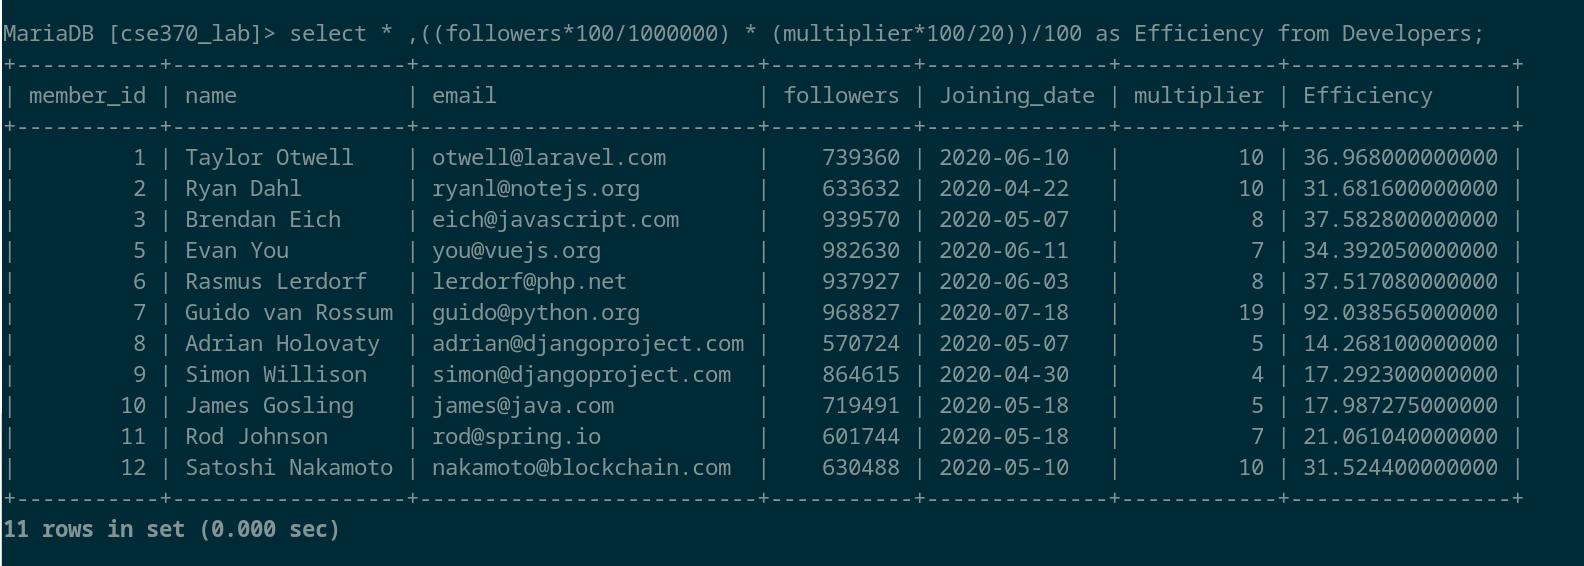 MariaDB [cse370_lab]> select * ,((followers*100/1000000) * (multiplier*100/20))/100 as Efficiency from Developers;
+-----------+------------------+--------------------------+-----------+--------------+------------+-----------------+
| member_id | name             | email                    | followers | Joining_date | multiplier | Efficiency      |
+-----------+------------------+--------------------------+-----------+--------------+------------+-----------------+
|         1 | Taylor Otwell    | otwell@laravel.com       |    739360 | 2020-06-10   |         10 | 36.968000000000 |
|         2 | Ryan Dahl        | ryanl@notejs.org         |    633632 | 2020-04-22   |         10 | 31.681600000000 |
|         3 | Brendan Eich     | eich@javascript.com      |    939570 | 2020-05-07   |          8 | 37.582800000000 |
|         5 | Evan You         | you@vuejs.org            |    982630 | 2020-06-11   |          7 | 34.392050000000 |
|         6 | Rasmus Lerdorf   | lerdorf@php.net          |    937927 | 2020-06-03   |          8 | 37.517080000000 |
|         7 | Guido van Rossum | guido@python.org         |    968827 | 2020-07-18   |         19 | 92.038565000000 |
|         8 | Adrian Holovaty  | adrian@djangoproject.com |    570724 | 2020-05-07   |          5 | 14.268100000000 |
|         9 | Simon Willison   | simon@djangoproject.com  |    864615 | 2020-04-30   |          4 | 17.292300000000 |
|        10 | James Gosling    | james@java.com           |    719491 | 2020-05-18   |          5 | 17.987275000000 |
|        11 | Rod Johnson      | rod@spring.io            |    601744 | 2020-05-18   |          7 | 21.061040000000 |
|        12 | Satoshi Nakamoto | nakamoto@blockchain.com  |    630488 | 2020-05-10   |         10 | 31.524400000000 |
+-----------+------------------+--------------------------+-----------+--------------+------------+-----------------+
11 rows in set (0.000 sec)